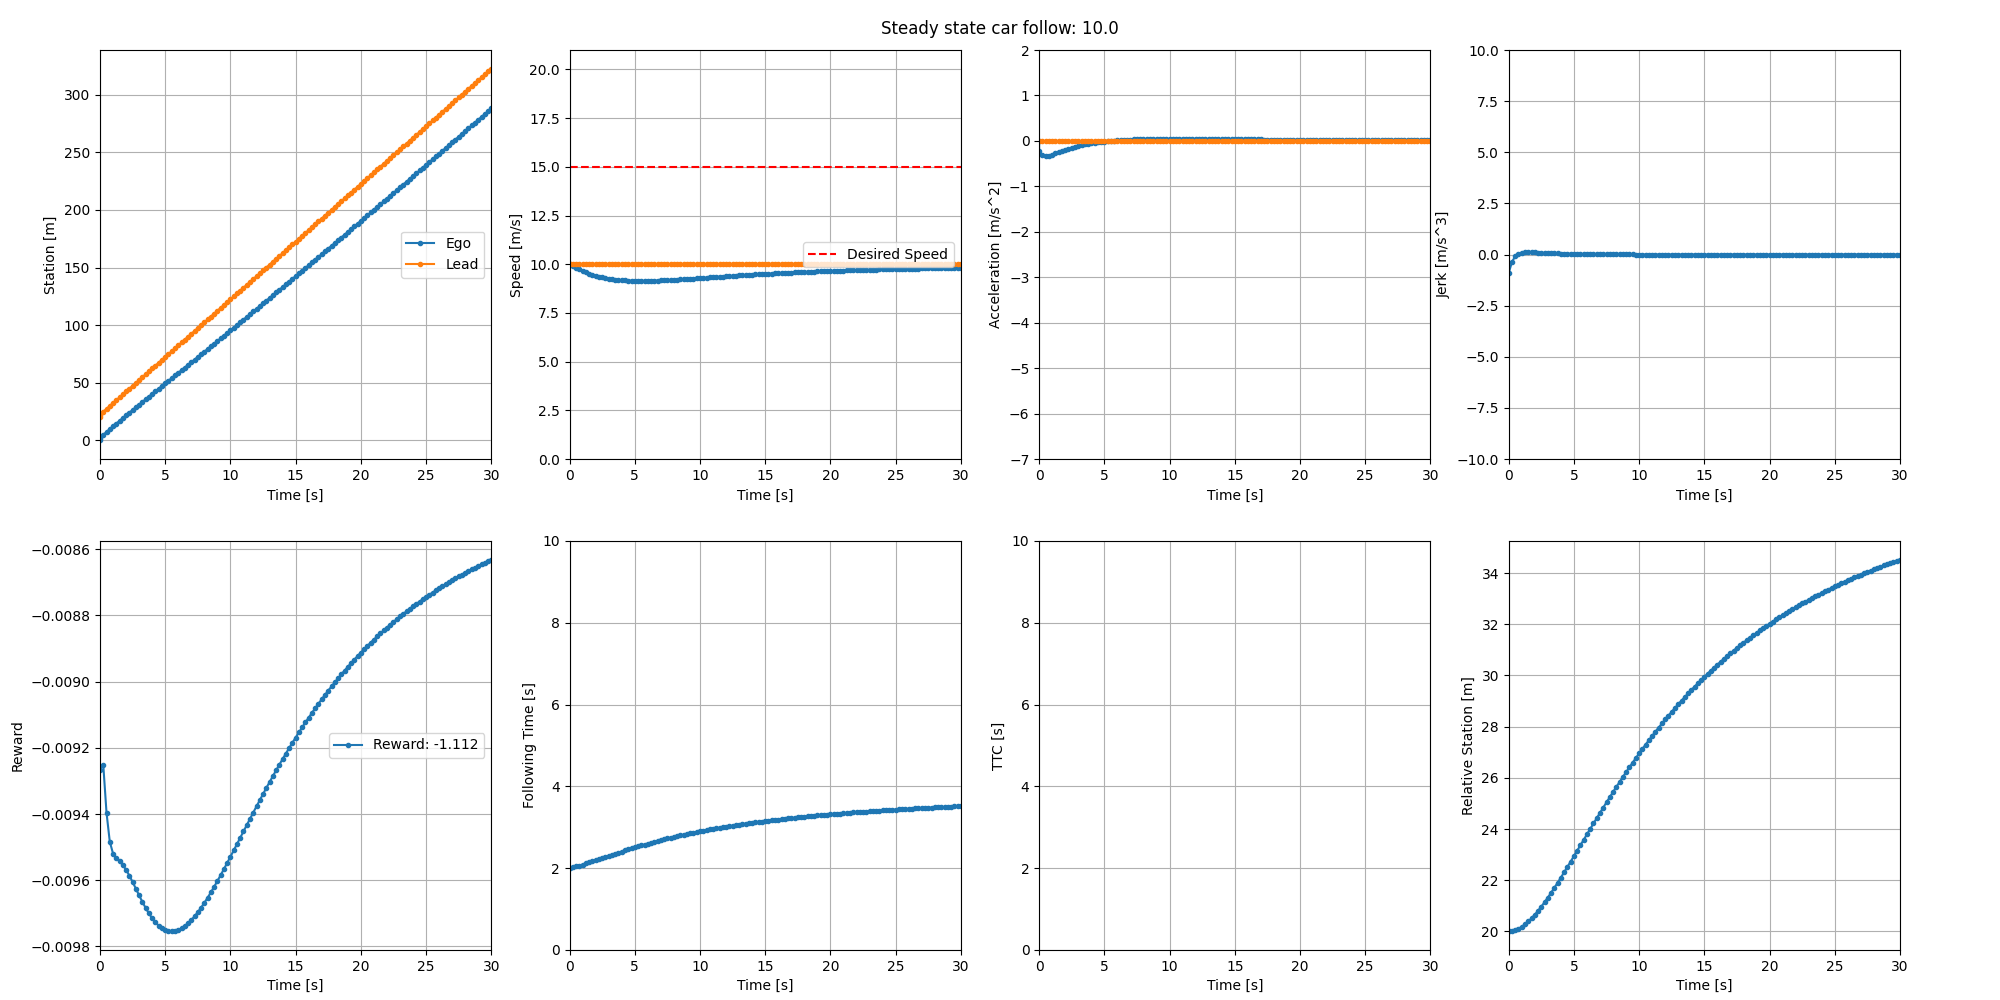 Steady state car follow: 10.0
Station [m]
300
250
200
150
100
50
0
Ego
Lead
0 5 10 15 20 25 30
Time [s]
Speed [m/s]
20.0
17.5
15.0
12.5
10.0
7.5
5.0
2.5
0.0
Desired Speed
0 5 10 15 20 25 30
Time [s]
Acceleration [m/s^2]
2
1
0
−1
−2
−3
−4
−5
−6
−7
0 5 10 15 20 25 30
Time [s]
Jerk [m/s^3]
10.0
7.5
5.0
2.5
0.0
−2.5
−5.0
−7.5
−10.0
0 5 10 15 20 25 30
Time [s]
Reward
−0.0086
−0.0088
−0.0090
−0.0092
−0.0094
−0.0096
−0.0098
Reward: -1.112
0 5 10 15 20 25 30
Time [s]
Following Time [s]
10
8
6
4
2
0
0 5 10 15 20 25 30
Time [s]
TTC [s]
10
8
6
4
2
0
0 5 10 15 20 25 30
Time [s]
Relative Station [m]
34
32
30
28
26
24
22
20
0 5 10 15 20 25 30
Time [s]